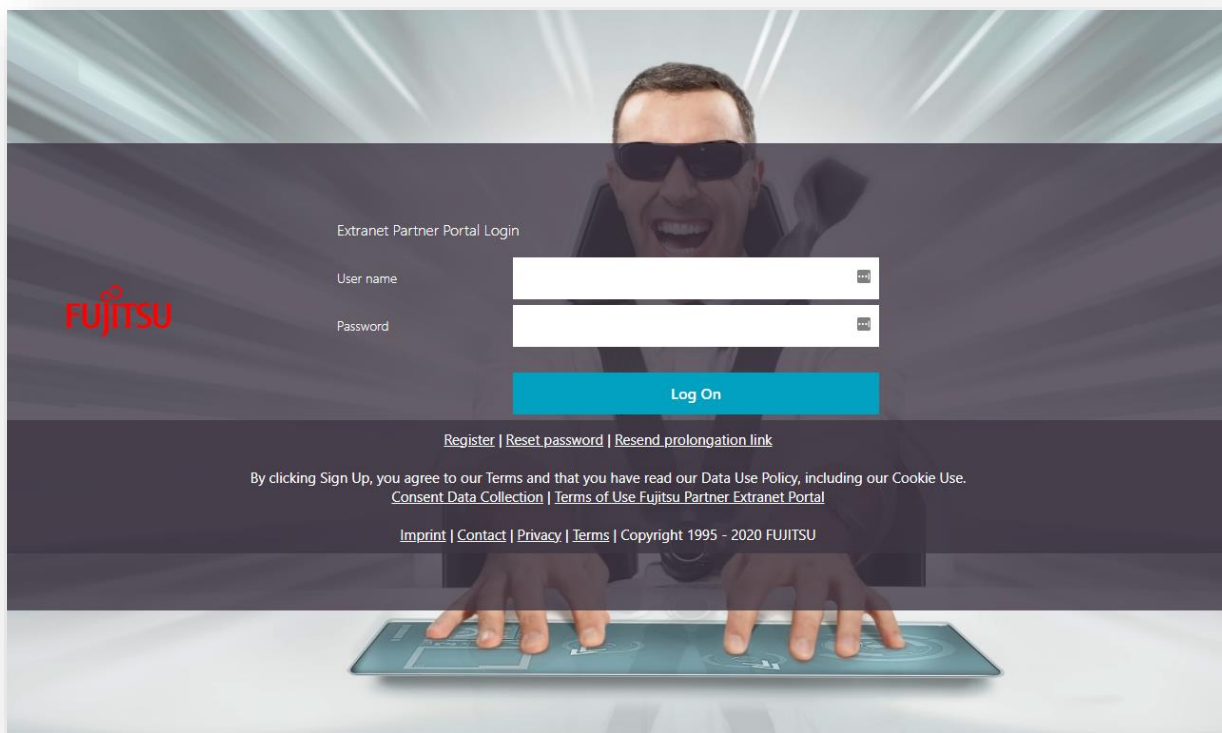 Extranet Partner Portal Login
User name
FUJITSU
Password
Log On
Register | Reset password | Resend prolongation link
By clicking Sign Up, you agree to our Terms and that you have read our Data Use Policy, including our Cookie Use.
Consent Data Collection | Terms of Use Fujitsu Partner Extranet Portal
Imprint | Contact | Privacy | Terms | Copyright 1995 - 2020 FUJITSU